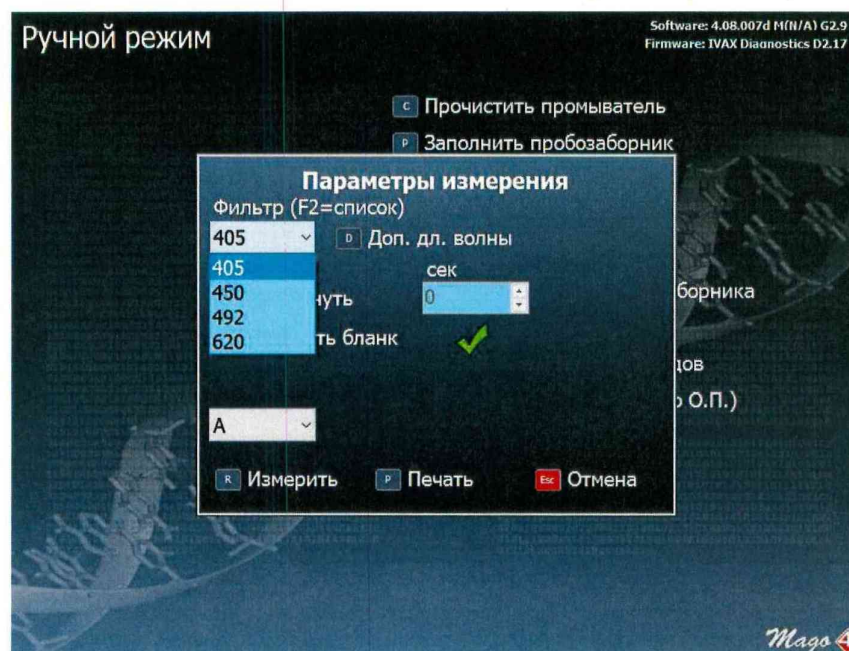 Ручной режим
Software: 4.08.007d M(N/A) G2.9
Firmware: IVAX Diagnostics D2.17
C Прочистить промыватель
P Заполнить пробозаборник
Параметры измерения
Фильтр (F2=список)
405
D Доп. дл. волны
405
450
492
620
сек
нуть
0
борника
ть бланк
дов
О.П.)
A
R Измерить
P Печать
Esc Отмена
Mago 4